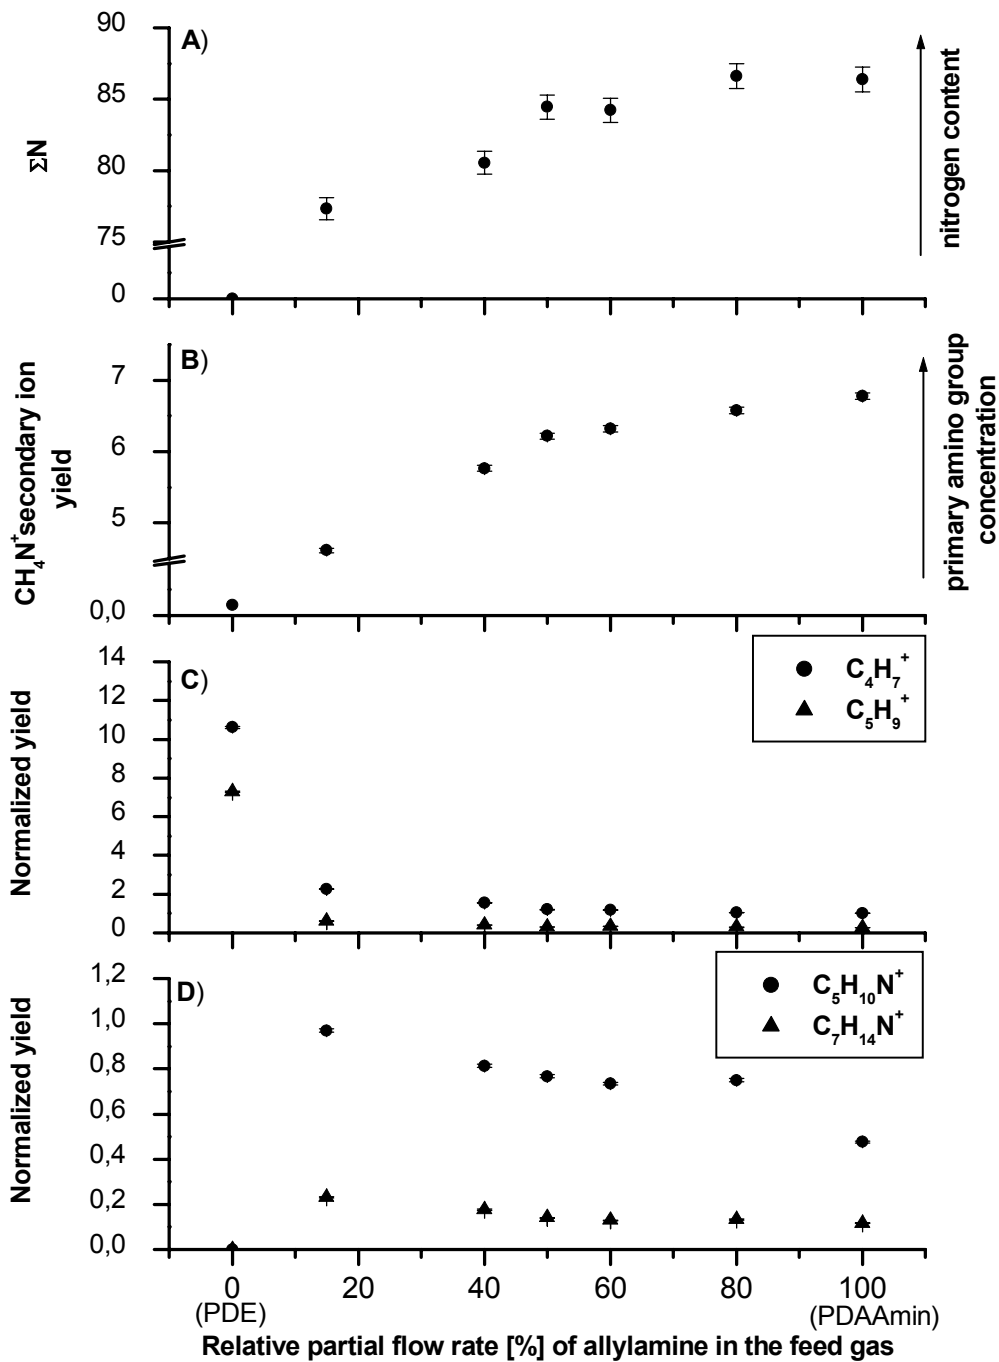 A)
90
85
80
75
0
ΣN
nitrogen content
B)
7
6
5
0,0
CH₄N⁺secondary ion
yield
primary amino group
concentration
C)
14
12
10
8
6
4
2
0
Normalized yield
C₄H₇⁺
C₅H₉⁺
D)
1,2
1,0
0,8
0,6
0,4
0,2
0,0
Normalized yield
C₅H₁₀N⁺
C₇H₁₄N⁺
0 20 40 60 80 100
(PDE) (PDAAmin)
Relative partial flow rate [%] of allylamine in the feed gas